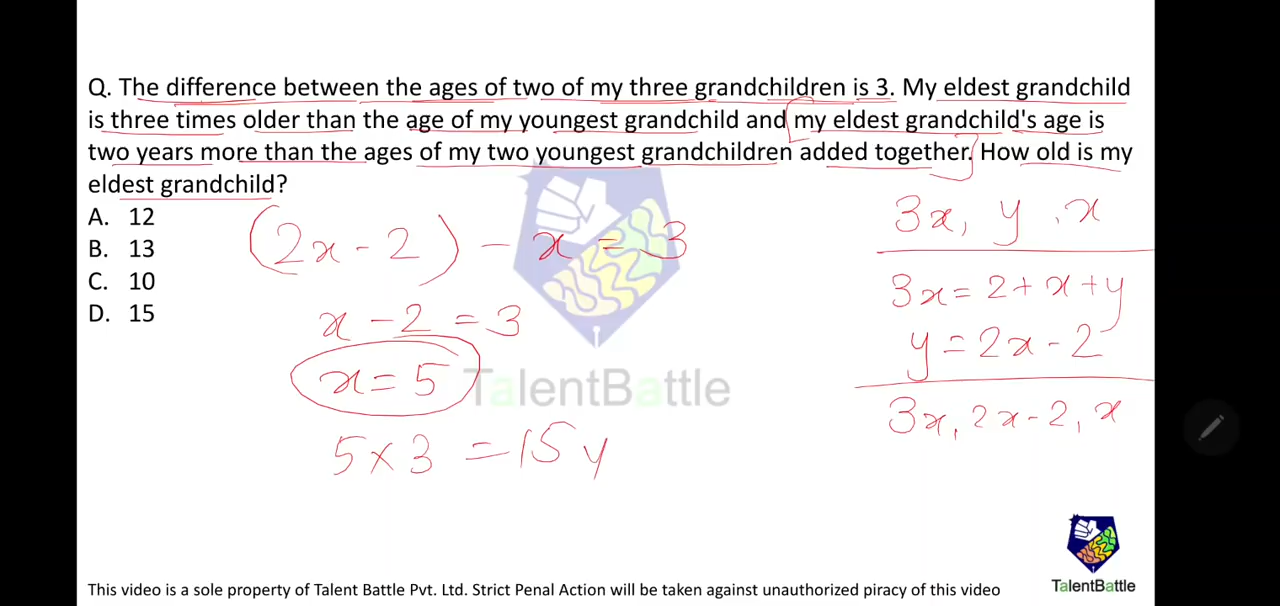 Q. The difference between the ages of two of my three grandchildren is 3. My eldest grandchild
is three times older than the age of my youngest grandchild and my eldest grandchild's age is
two years more than the ages of my two youngest grandchildren added together. How old is my
eldest grandchild?
A. 12
B. 13
C. 10
D. 15
(2x - 2) - x = 3
x - 2 = 3
x = 5
5 x 3 = 15 y
3x, y, x
3x = 2 + x + y
y = 2x - 2
3x, 2x - 2, x
TalentBattle
TalentBattle
This video is a sole property of Talent Battle Pvt. Ltd. Strict Penal Action will be taken against unauthorized piracy of this video